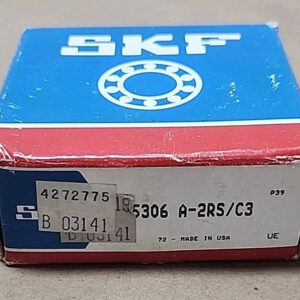 SKF
P39
4272775
5306 A-2RS/C3
B 03141
72 - MADE IN USA
UE